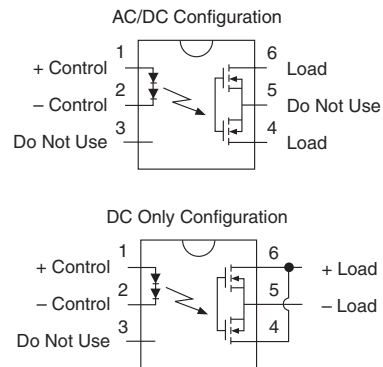 AC/DC Configuration
1
+ Control
2
– Control
3
Do Not Use
6
Load
5
Do Not Use
4
Load
DC Only Configuration
1
+ Control
2
– Control
3
Do Not Use
6
+ Load
5
– Load
4